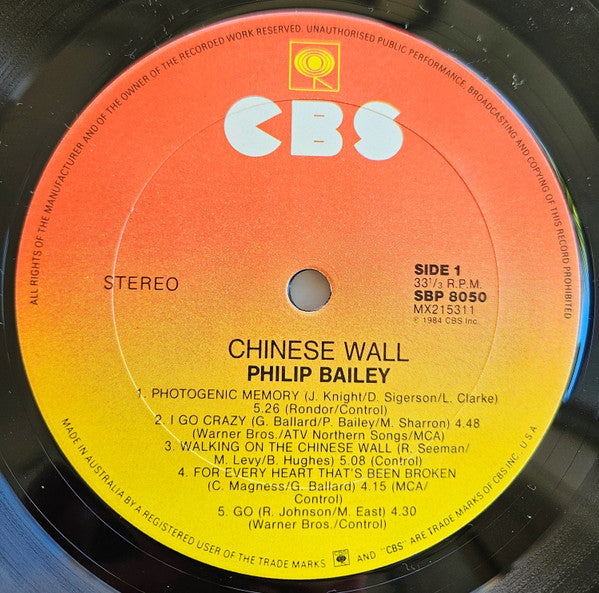 ALL RIGHTS OF THE MANUFACTURER AND OF THE OWNER OF THE RECORDED WORK RESERVED. UNAUTHORISED PUBLIC PERFORMANCE, BROADCASTING AND COPYING OF THIS RECORD PROHIBITED
CBS
STEREO
SIDE 1
33⅓ R.P.M.
SBP 8050
MX215311
℗ 1984 CBS.Inc.
CHINESE WALL
PHILIP BAILEY
1. PHOTOGENIC MEMORY (J. Knight/D. Sigerson/L. Clarke)
5.26 (Rondor/Control)
2. I GO CRAZY (G. Ballard/P. Bailey/M. Sharron) 4.48
(Warner Bros./ATV Northern Songs/MCA)
3. WALKING ON THE CHINESE WALL (R. Seeman/
M. Levy/B. Hughes) 5.08 (Control)
4. FOR EVERY HEART THAT'S BEEN BROKEN
(C. Magness/G. Ballard) 4.15 (MCA/
Control)
5. GO (R. Johnson/M. East) 4.30
(Warner Bros./Control)
MADE IN AUSTRALIA BY A REGISTERED USER OF THE TRADE MARKS AND "CBS" ARE TRADE MARKS OF CBS INC. U S A